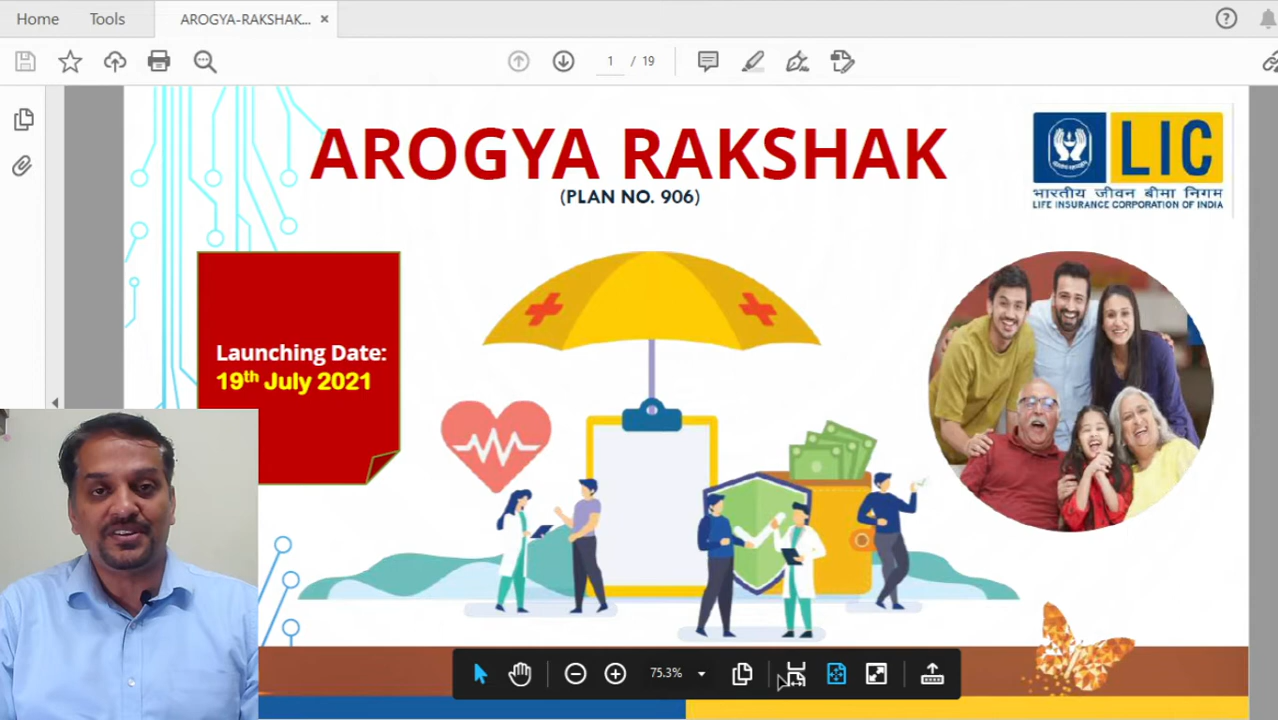 Home Tools AROGYA-RAKSHAK...
1 / 19
AROGYA RAKSHAK
(PLAN NO. 906)
LIC
भारतीय जीवन बीमा निगम
LIFE INSURANCE CORPORATION OF INDIA
Launching Date:
19th July 2021
75.3%